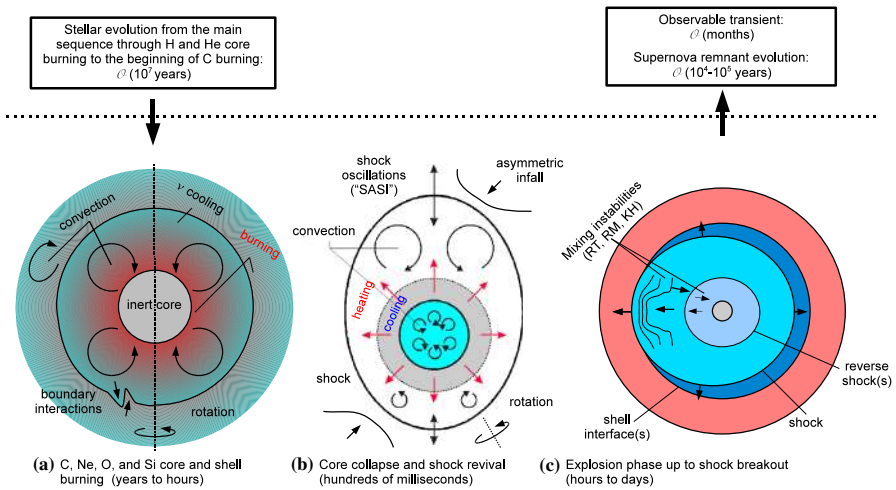 Stellar evolution from the main
sequence through H and He core
burning to the beginning of C burning:
𝒪 (10⁷ years)
Observable transient:
𝒪 (months)
Supernova remnant evolution:
𝒪 (10⁴-10⁵ years)
convection
ν cooling
burning
inert core
boundary
interactions
rotation
shock
oscillations
("SASI")
asymmetric
infall
convection
heating
cooling
shock
rotation
Mixing instabilities
(RT, RM, KH)
reverse
shock(s)
shock
shell
interface(s)
(a) C, Ne, O, and Si core and shell
burning (years to hours)
(b) Core collapse and shock revival
(hundreds of milliseconds)
(c) Explosion phase up to shock breakout
(hours to days)